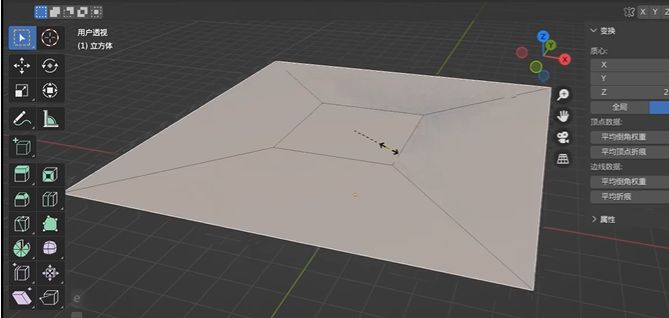 X Y Z
用户透视
(1) 立方体
Z
Y
X
变换
质心:
X
Y
Z 2
全局
顶点数据:
平均倒角权重
平均顶点折痕
边线数据:
平均倒角权重
平均折痕
属性
e